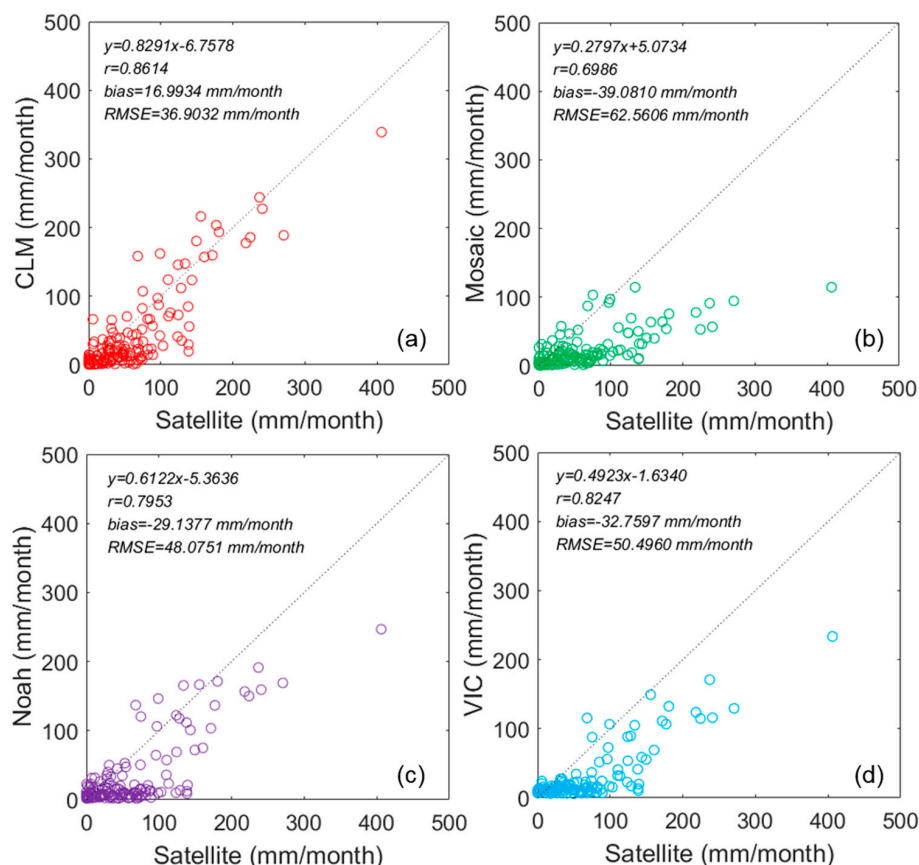 500
400
300
200
100
0
CLM (mm/month)
y=0.8291x-6.7578
r=0.8614
bias=16.9934 mm/month
RMSE=36.9032 mm/month
(a)
0 100 200 300 400 500
Satellite (mm/month)
500
400
300
200
100
0
Mosaic (mm/month)
y=0.2797x+5.0734
r=0.6986
bias=-39.0810 mm/month
RMSE=62.5606 mm/month
(b)
0 100 200 300 400 500
Satellite (mm/month)
500
400
300
200
100
0
Noah (mm/month)
y=0.6122x-5.3636
r=0.7953
bias=-29.1377 mm/month
RMSE=48.0751 mm/month
(c)
0 100 200 300 400 500
Satellite (mm/month)
500
400
300
200
100
0
VIC (mm/month)
y=0.4923x-1.6340
r=0.8247
bias=-32.7597 mm/month
RMSE=50.4960 mm/month
(d)
0 100 200 300 400 500
Satellite (mm/month)